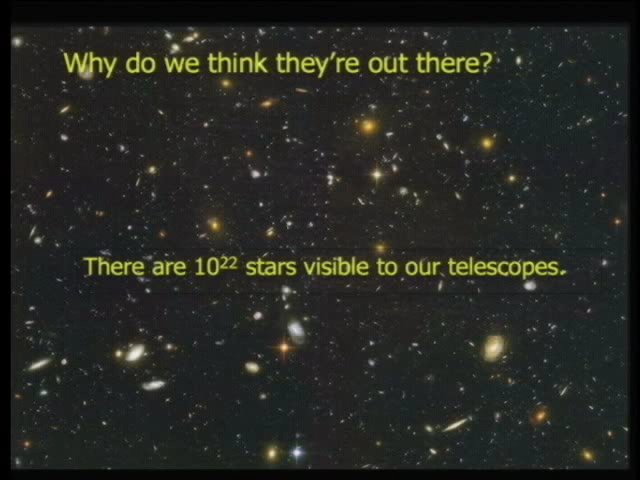 Why do we think they're out there?
There are 10²² stars visible to our telescopes.